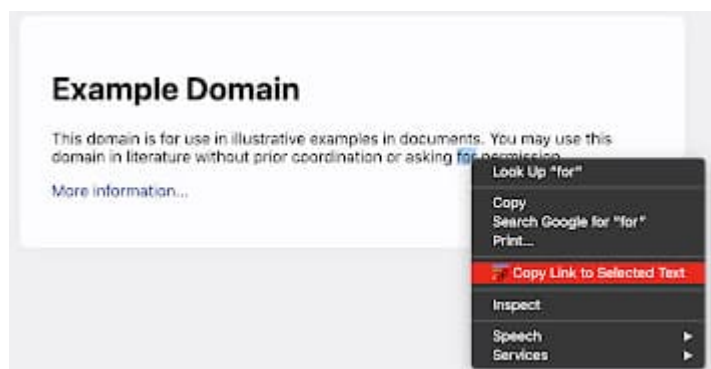 Example Domain
This domain is for use in illustrative examples in documents. You may use this
domain in literature without prior coordination or asking for permission.
More information...
Look Up "for"
Copy
Search Google for "for"
Print...
Copy Link to Selected Text
Inspect
Speech
Services